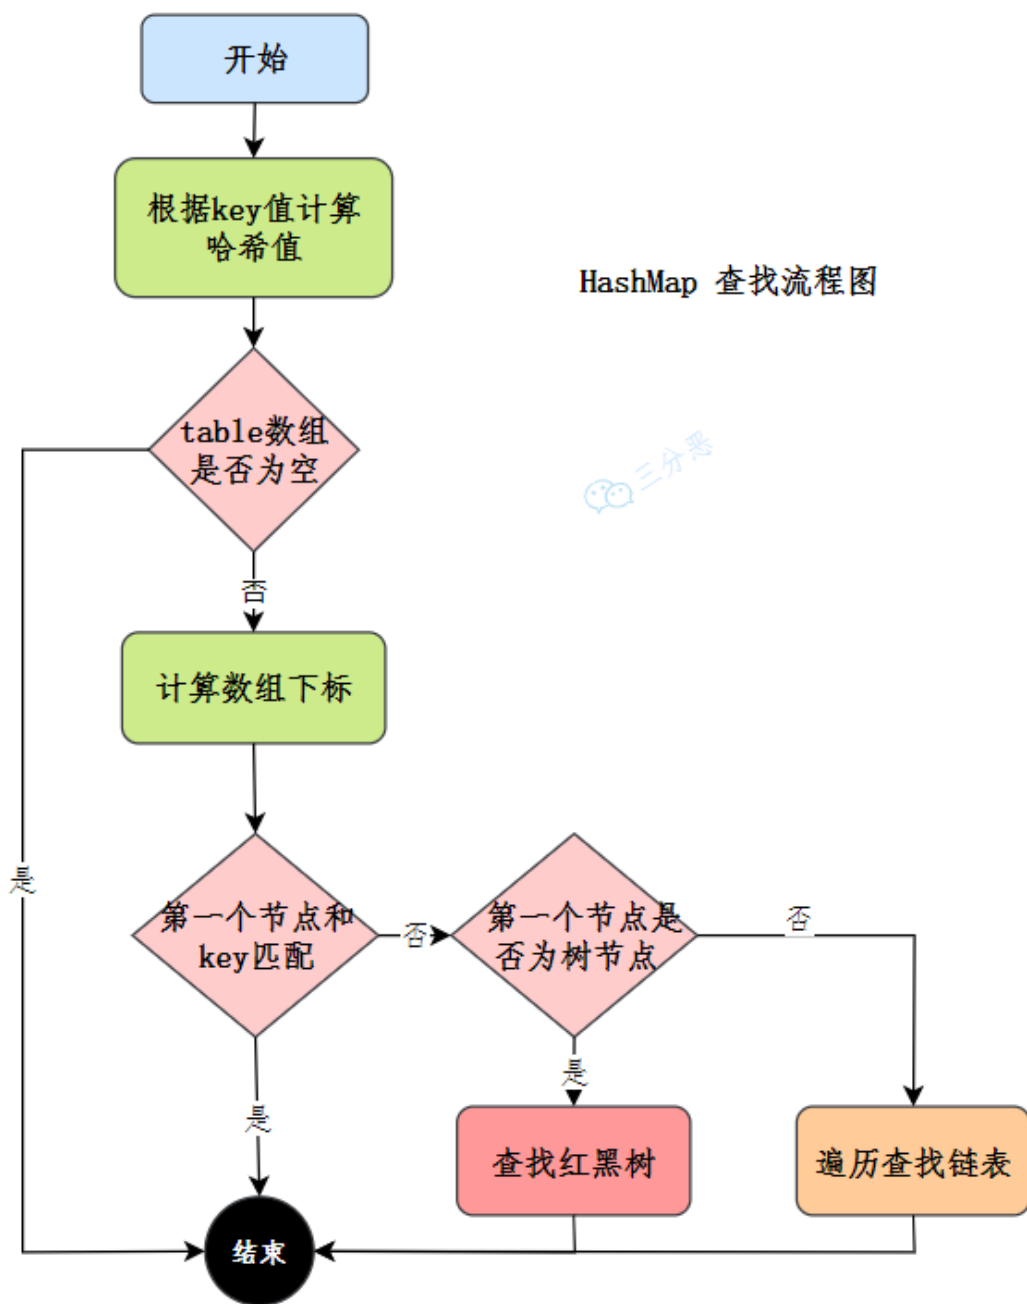 开始
根据key值计算
哈希值
HashMap 查找流程图
table数组
是否为空
三分恶
否
计算数组下标
是
第一个节点和
key匹配
否
第一个节点是
否为树节点
否
是
是
查找红黑树
遍历查找链表
结束